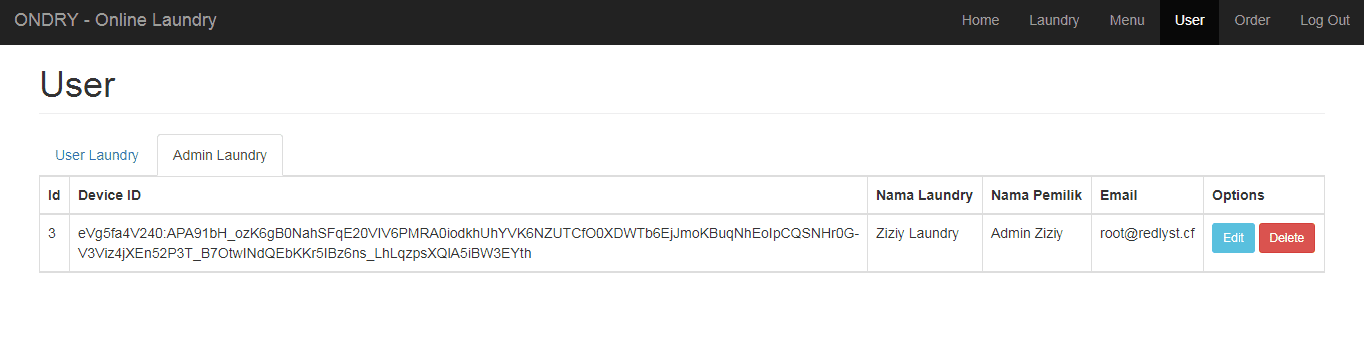 ONDRY - Online Laundry Home Laundry Menu User Order Log Out
User
User Laundry Admin Laundry
Id Device ID Nama Laundry Nama Pemilik Email Options
3 eVg5fa4V240:APA91bH_ozK6gB0NahSFqE20VIV6PMRA0iodkhUhYVK6NZUTCfO0XDWTb6EjJmoKBuqNhEoIpCQSNHr0G- Ziziy Laundry Admin Ziziy root@redlyst.cf Edit Delete
V3Viz4jXEn52P3T_B7OtwINdQEbKKr5IBz6ns_LhLqzpsXQIA5iBW3EYth